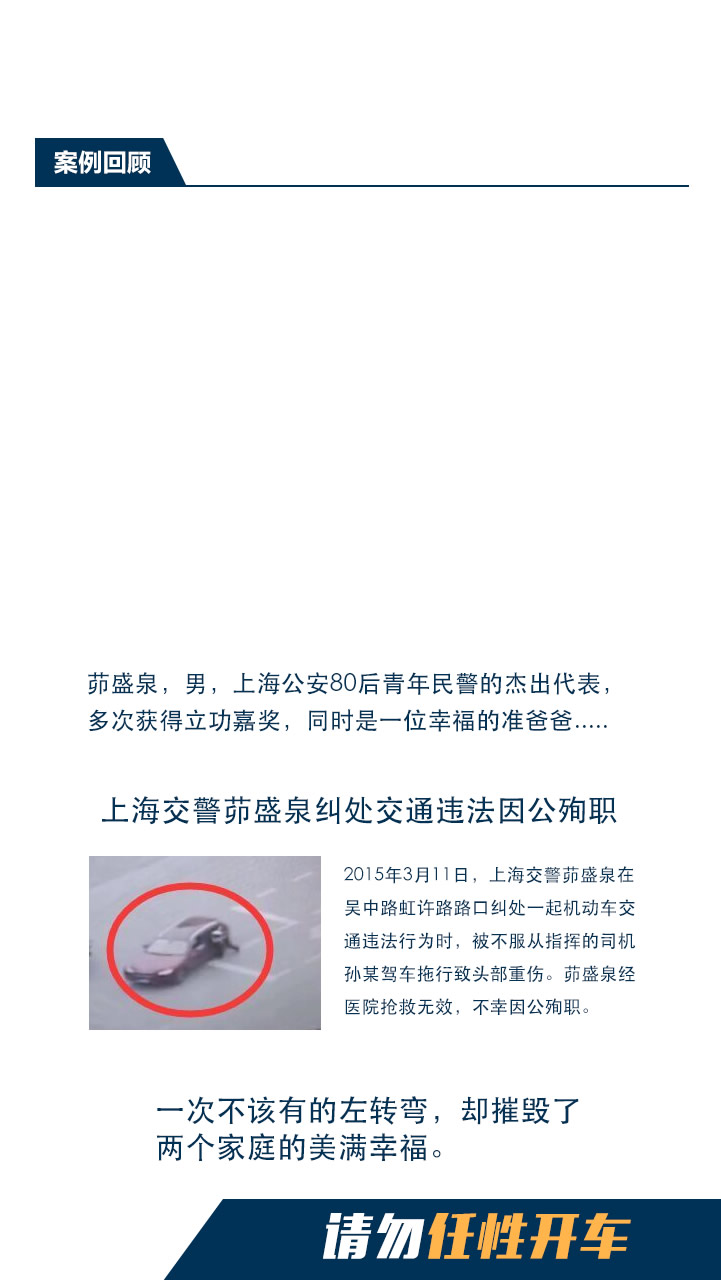 案例回顾
茆盛泉，男，上海公安80后青年民警的杰出代表，
多次获得立功嘉奖，同时是一位幸福的准爸爸.....
上海交警茆盛泉纠处交通违法因公殉职
2015年3月11日，上海交警茆盛泉在
吴中路虹许路路口纠处一起机动车交
通违法行为时，被不服从指挥的司机
孙某驾车拖行致头部重伤。茆盛泉经
医院抢救无效，不幸因公殉职。
一次不该有的左转弯，却摧毁了
两个家庭的美满幸福。
请勿任性开车